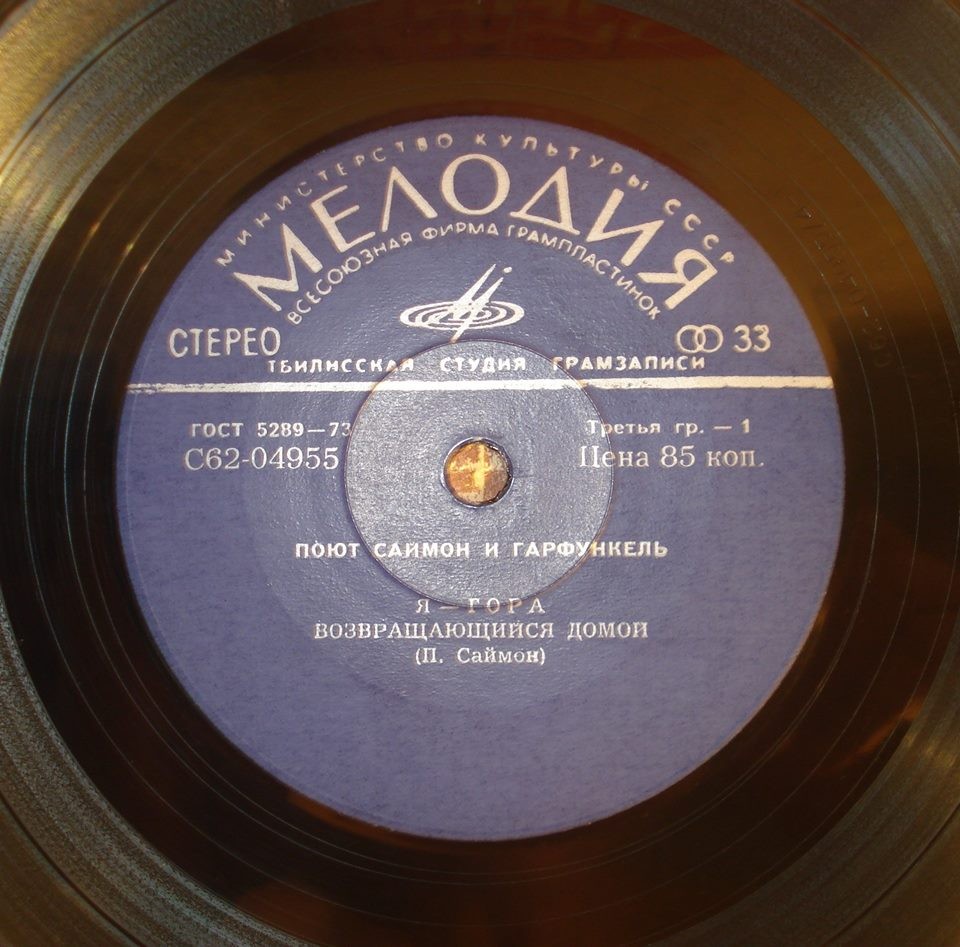 МИНИСТЕРСТВО КУЛЬТУРЫ СССР
МЕЛОДИЯ
ВСЕСОЮЗНАЯ ФИРМА ГРАМПЛАСТИНОК
СТЕРЕО
33
ТБИЛИССКАЯ СТУДИЯ ГРАМЗАПИСИ
ГОСТ 5289—73
Третья гр. — 1
С62-04955
Цена 85 коп.
ПОЮТ САЙМОН И ГАРФУНКЕЛЬ
Я — ГОРА
ВОЗВРАЩАЮЩИЙСЯ ДОМОЙ
(П. Саймон)